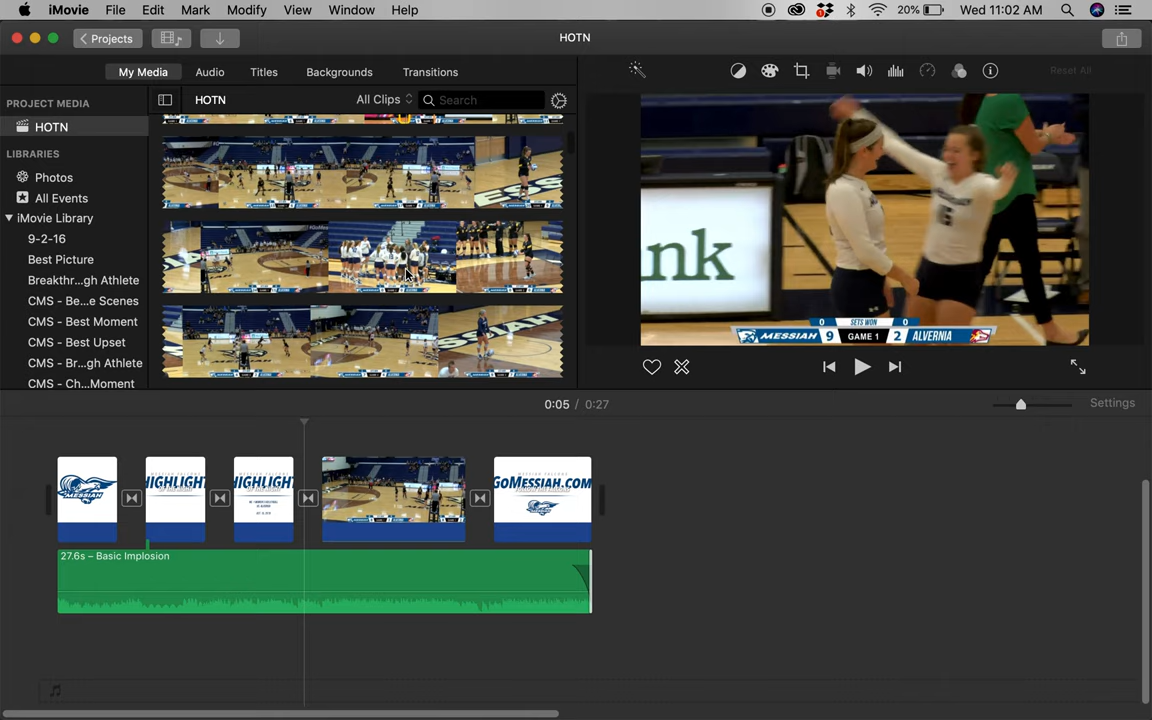 iMovie File Edit Mark Modify View Window Help
1
20%
Wed 11:02 AM
Projects
HOTN
My Media Audio Titles Backgrounds Transitions
Reset All
PROJECT MEDIA
HOTN
All Clips
Search
HOTN
LIBRARIES
Photos
All Events
iMovie Library
9-2-16
Best Picture
Breakthr...gh Athlete
CMS - Be...e Scenes
CMS - Best Moment
CMS - Best Upset
CMS - Br...gh Athlete
CMS - Ch...Moment
nk
0 SETS WON 0
MESSIAH 9 GAME 1 2 ALVERNIA
0:05 / 0:27
Settings
MESSIAH
HIGHLIGHT
HIGHLIGHT
GoMESSIAH.COM
27.6s – Basic Implosion